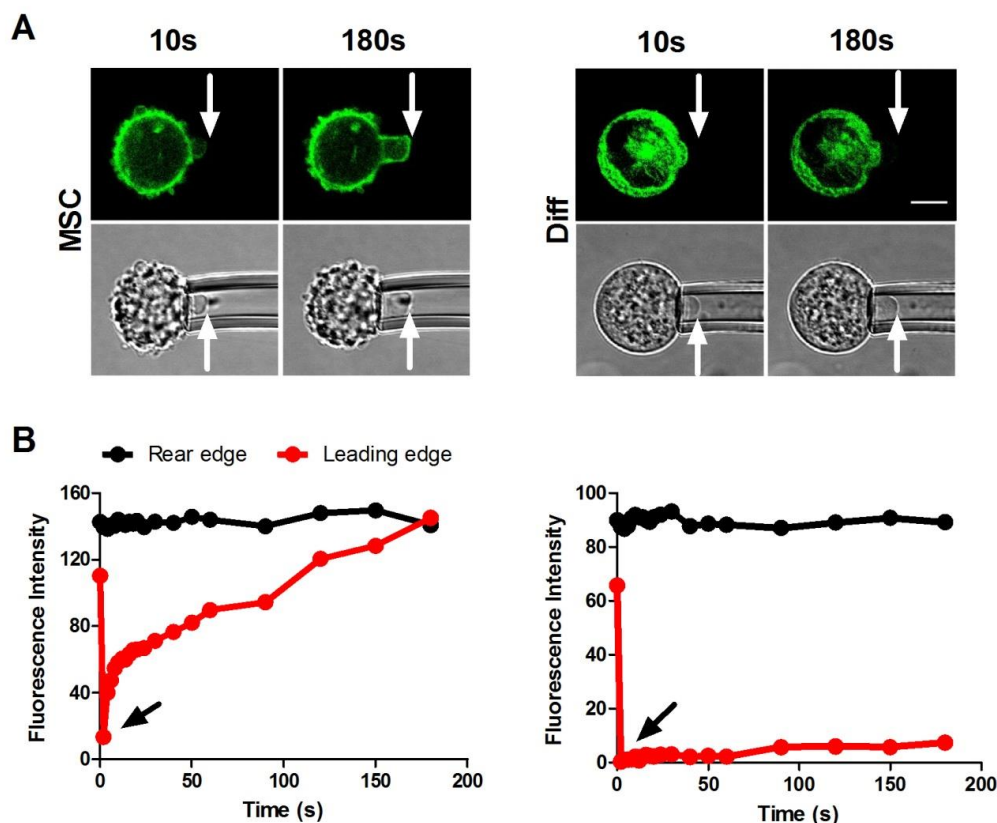 A
10s 180s 10s 180s
MSC
Diff
B
Rear edge Leading edge
Fluorescence Intensity
160
120
80
40
0
0 50 100 150 200
Time (s)
Fluorescence Intensity
100
80
60
40
20
0
0 50 100 150 200
Time (s)